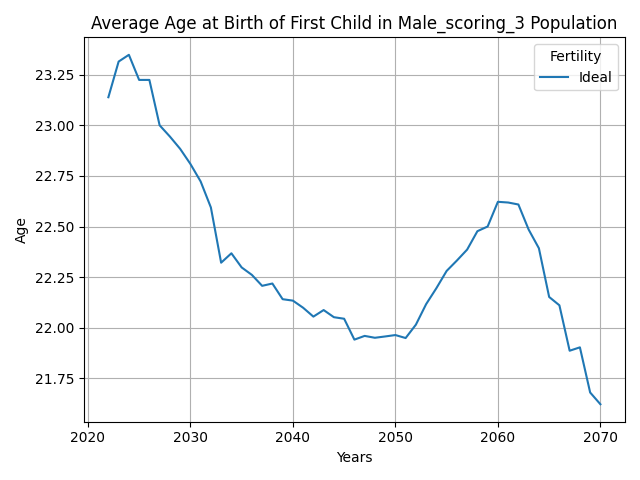 Average Age at Birth of First Child in Male_scoring_3 Population
Fertility
Ideal
23.25
23.00
22.75
22.50
22.25
22.00
21.75
Age
2020 2030 2040 2050 2060 2070
Years